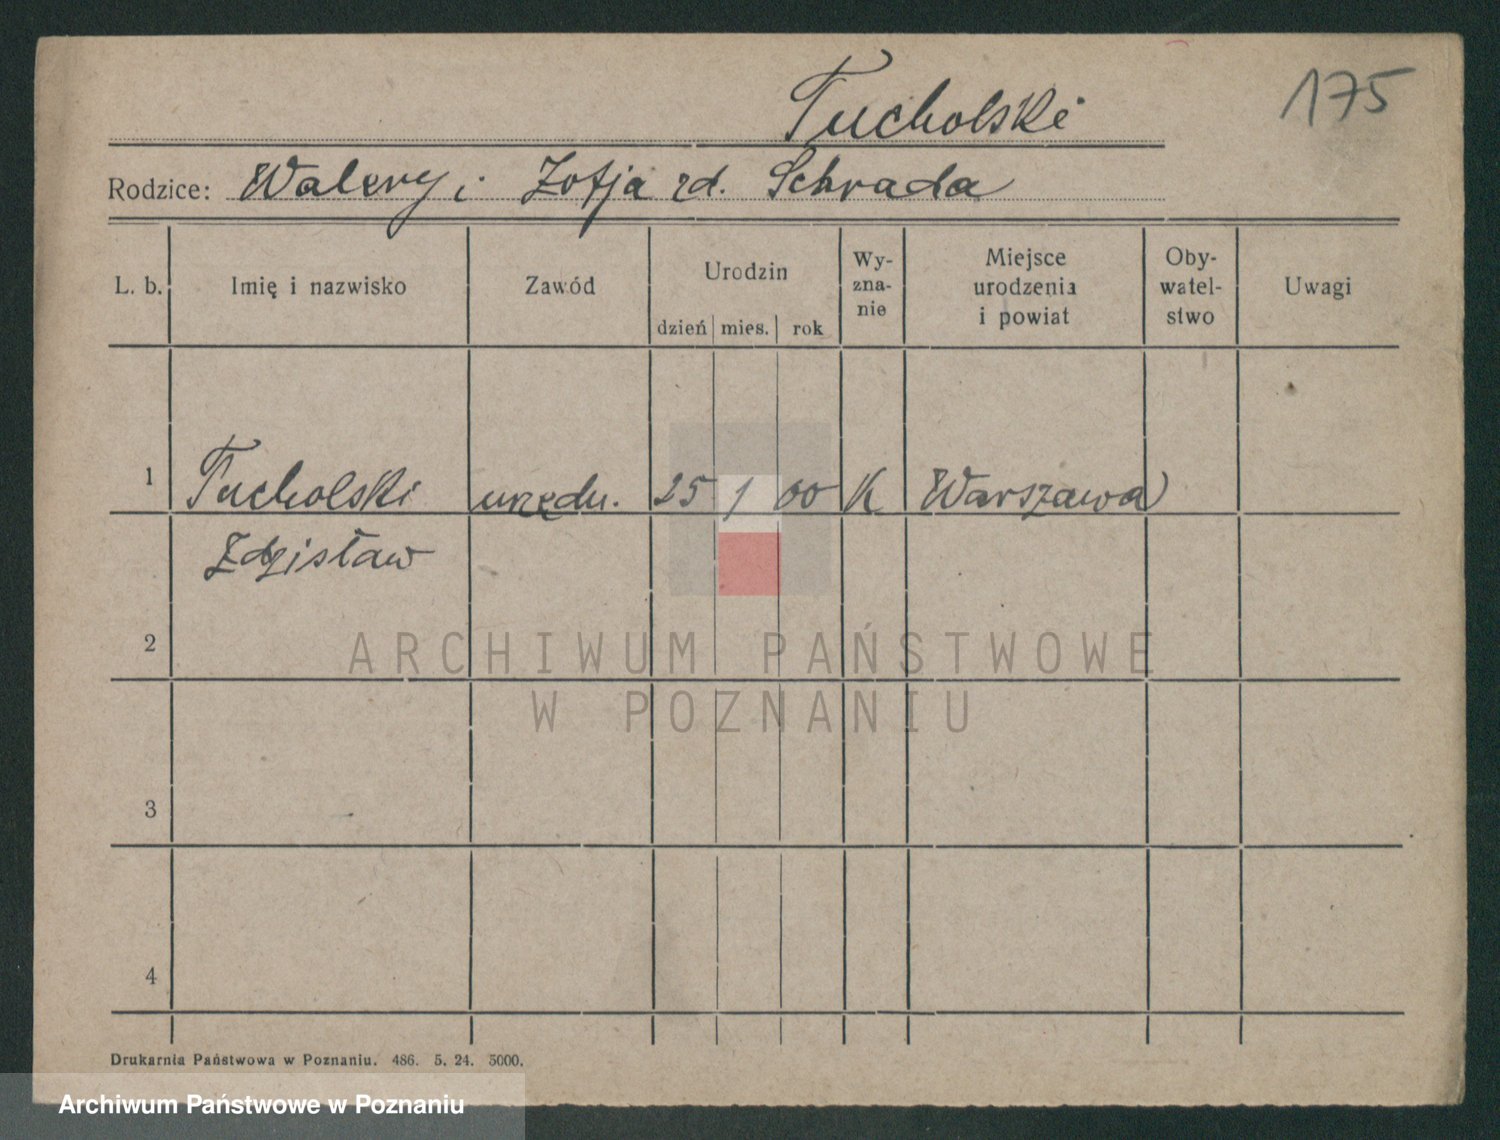 Tucholski
175
Rodzice: Walery i Zofja zd. Schrada
L. b. Imię i nazwisko Zawód Urodzin dzień mies. rok Wy-zna-nie Miejsce urodzenia i powiat Oby-watel-stwo Uwagi
1 Tucholski urzędn. 25 1 00 K Warszawa
Zdzisław
2
ARCHIWUM PAŃSTWOWE
W POZNANIU
3
4
Drukarnia Państwowa w Poznaniu. 486. 5. 24. 5000.
Archiwum Państwowe w Poznaniu